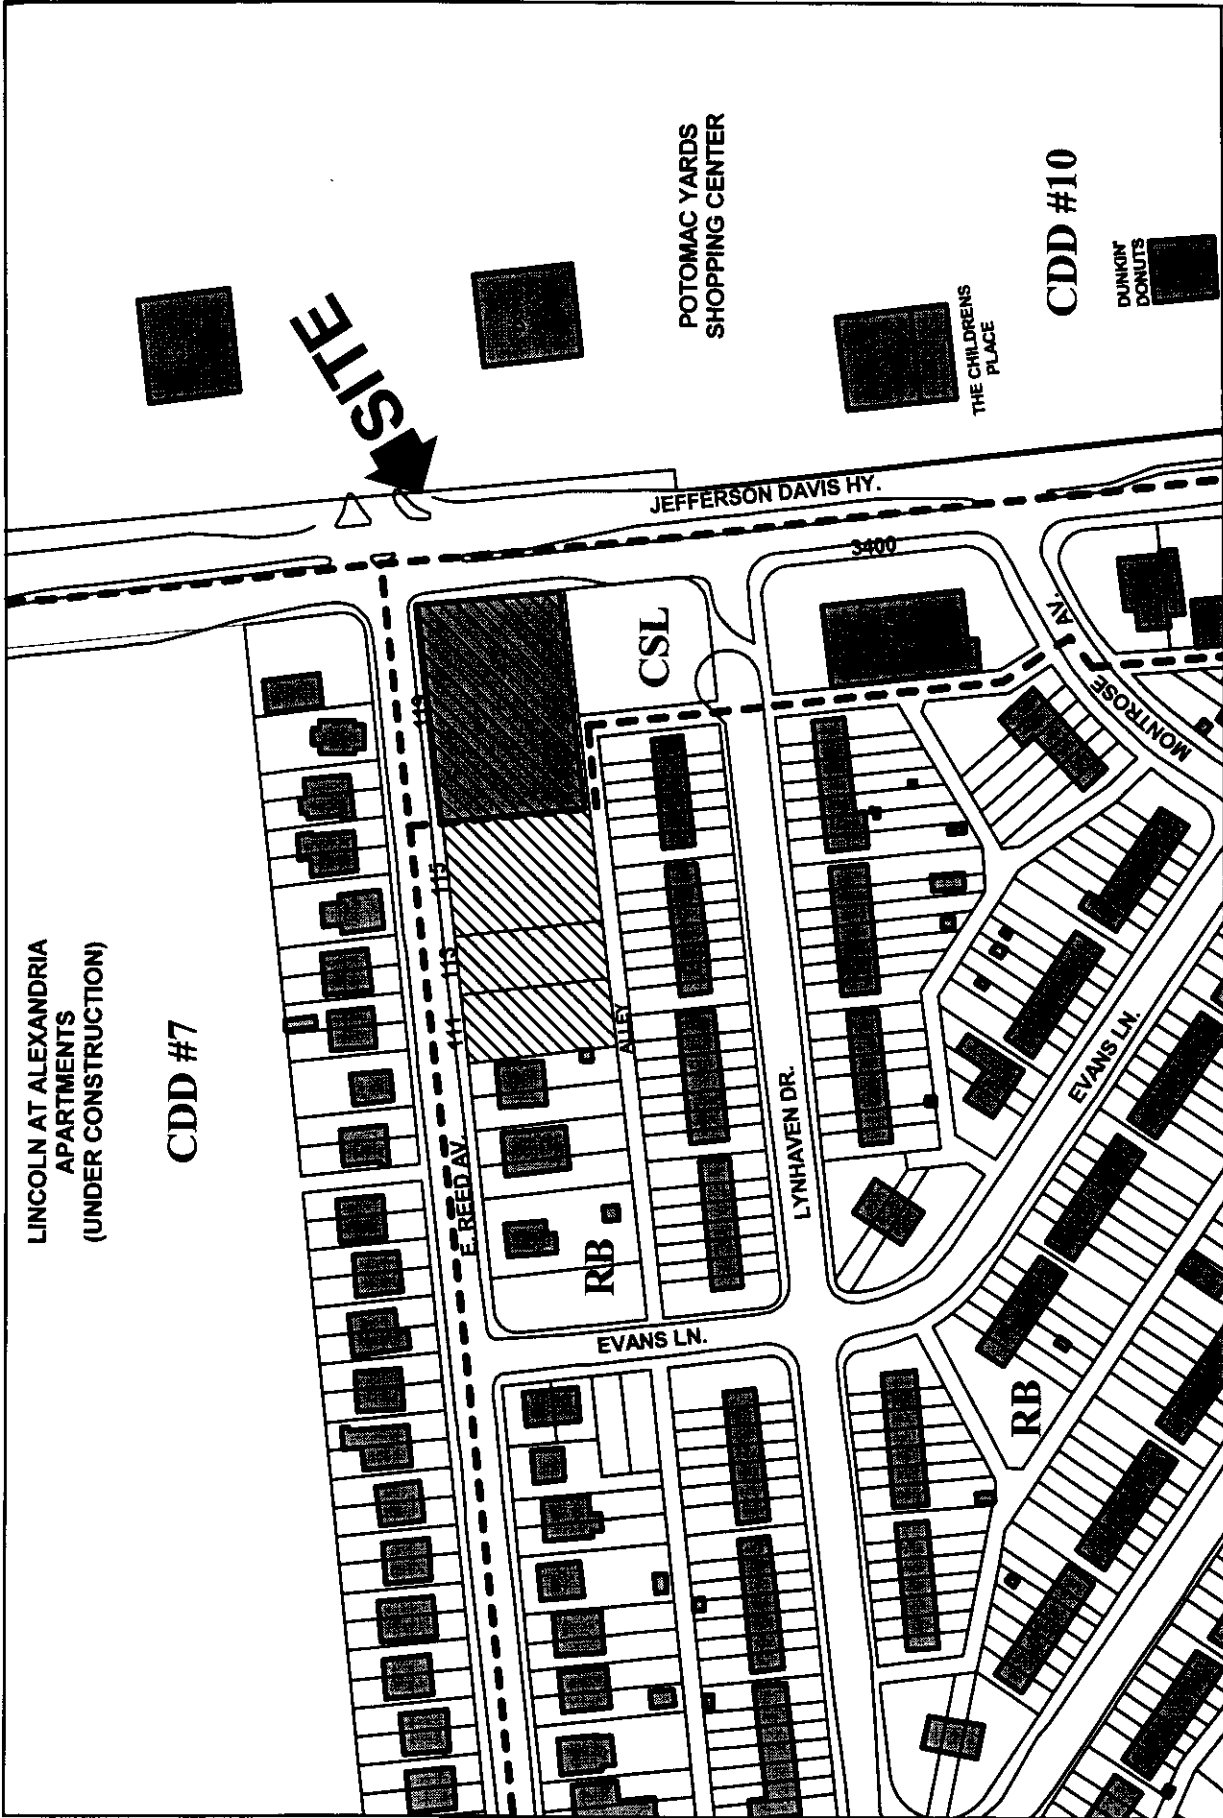 LINCOLN AT ALEXANDRIA
APARTMENTS
(UNDER CONSTRUCTION)
CDD #7
SITE
POTOMAC YARDS
SHOPPING CENTER
CDD #10
DUNKIN'
DONUTS
THE CHILDRENS
PLACE
JEFFERSON DAVIS HY.
3400
CSL
MONTROSE AV.
115
113
111
ALLEY
E. REED AV.
RB
LYNHAVEN DR.
EVANS LN.
EVANS LN.
RB